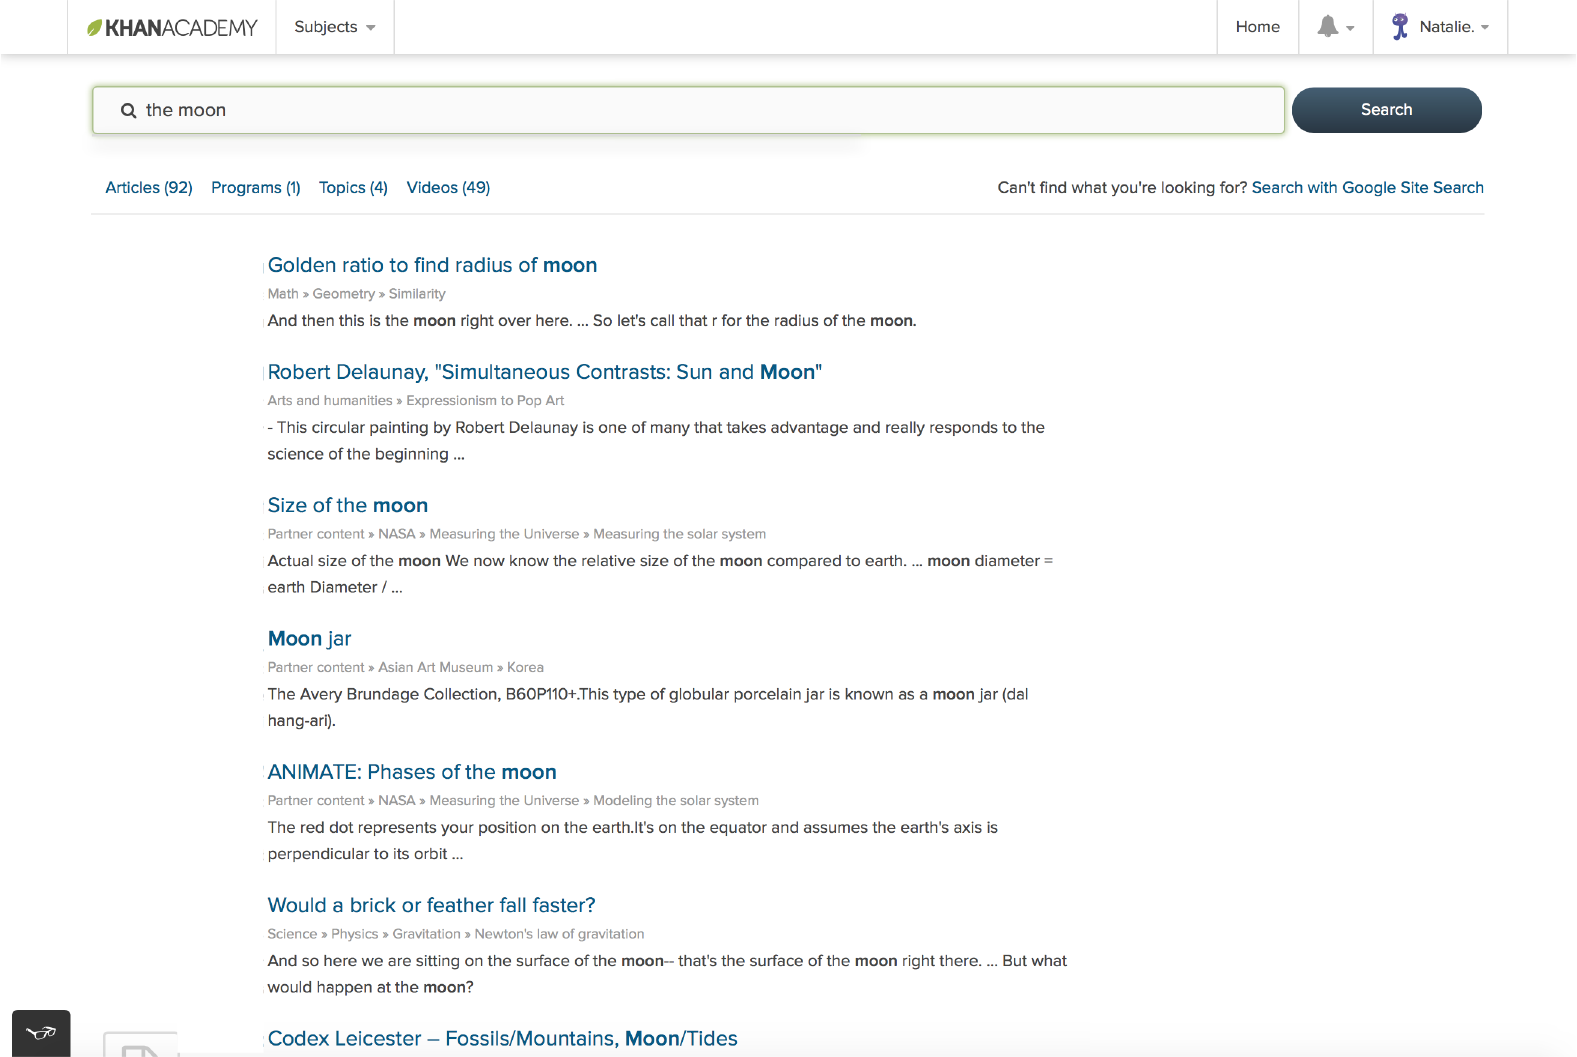 KHANACADEMY Subjects Home Natalie.
the moon Search
Articles (92) Programs (1) Topics (4) Videos (49) Can't find what you're looking for? Search with Google Site Search
Golden ratio to find radius of moon
Math » Geometry » Similarity
And then this is the moon right over here. ... So let's call that r for the radius of the moon.
Robert Delaunay, "Simultaneous Contrasts: Sun and Moon"
Arts and humanities » Expressionism to Pop Art
- This circular painting by Robert Delaunay is one of many that takes advantage and really responds to the
science of the beginning ...
Size of the moon
Partner content » NASA » Measuring the Universe » Measuring the solar system
Actual size of the moon We now know the relative size of the moon compared to earth. ... moon diameter =
earth Diameter / ...
Moon jar
Partner content » Asian Art Museum » Korea
The Avery Brundage Collection, B60P110+.This type of globular porcelain jar is known as a moon jar (dal
hang-ari).
ANIMATE: Phases of the moon
Partner content » NASA » Measuring the Universe » Modeling the solar system
The red dot represents your position on the earth.It's on the equator and assumes the earth's axis is
perpendicular to its orbit ...
Would a brick or feather fall faster?
Science » Physics » Gravitation » Newton's law of gravitation
And so here we are sitting on the surface of the moon-- that's the surface of the moon right there. ... But what
would happen at the moon?
Codex Leicester – Fossils/Mountains, Moon/Tides